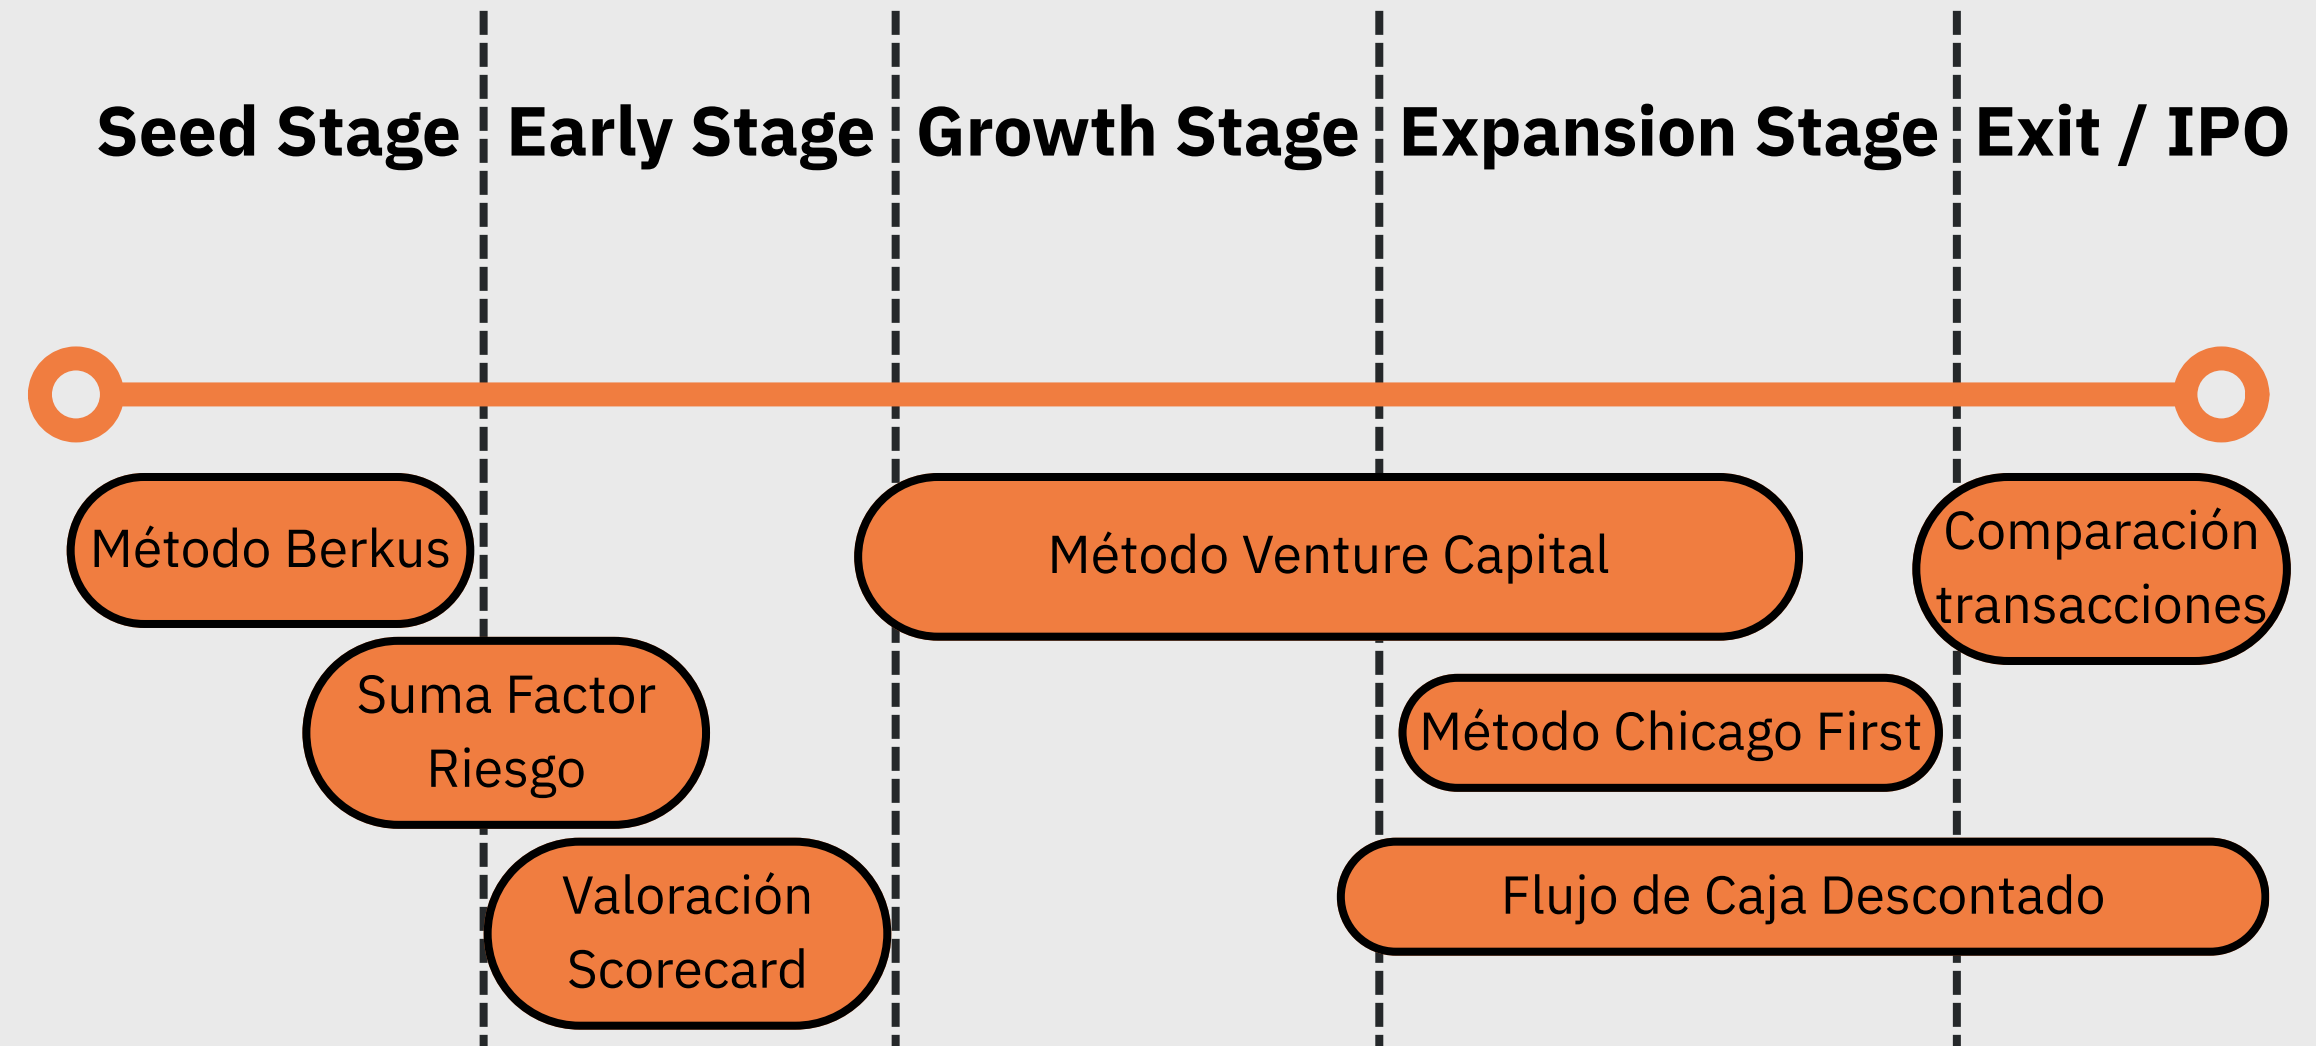 Seed Stage
Early Stage
Growth Stage
Expansion Stage
Exit / IPO
Método Berkus
Suma Factor
Riesgo
Valoración
Scorecard
Método Venture Capital
Método Chicago First
Flujo de Caja Descontado
Comparación
transacciones